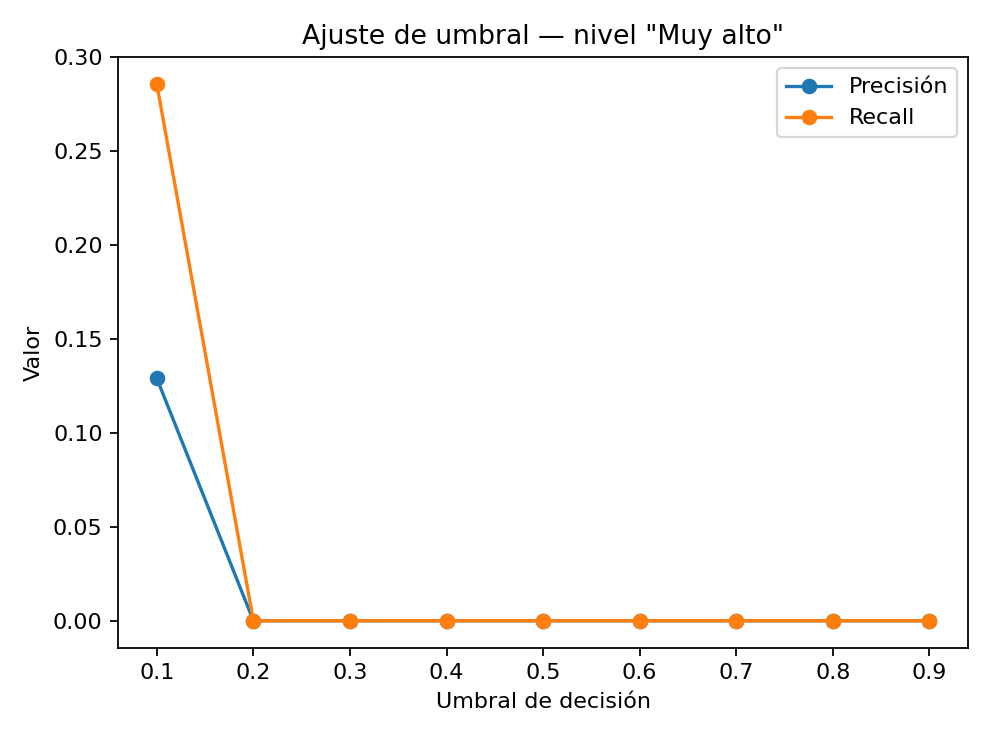 Ajuste de umbral — nivel "Muy alto"
Precisión
Recall
Valor
0.30
0.25
0.20
0.15
0.10
0.05
0.00
0.1 0.2 0.3 0.4 0.5 0.6 0.7 0.8 0.9
Umbral de decisión